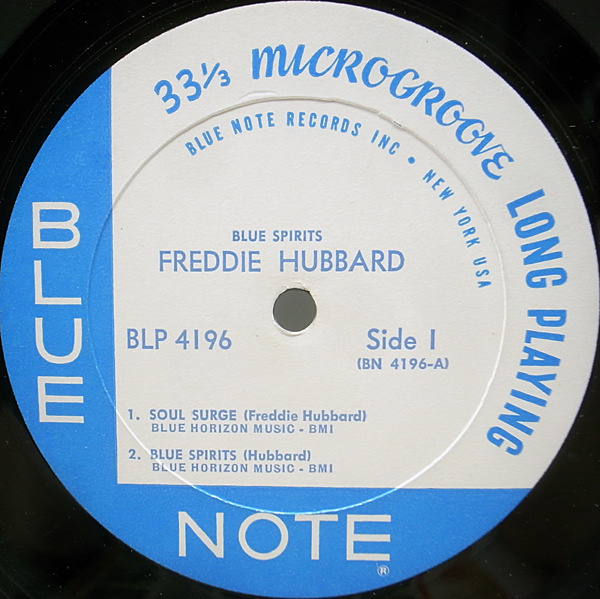 33⅓ MICROGROOVE LONG PLAYING
BLUE NOTE RECORDS INC • NEW YORK USA
BLUE SPIRITS
FREDDIE HUBBARD
BLP 4196
Side 1
(BN 4196-A)
1. SOUL SURGE (Freddie Hubbard)
BLUE HORIZON MUSIC - BMI
2. BLUE SPIRITS (Hubbard)
BLUE HORIZON MUSIC - BMI
BLUE
NOTE
®